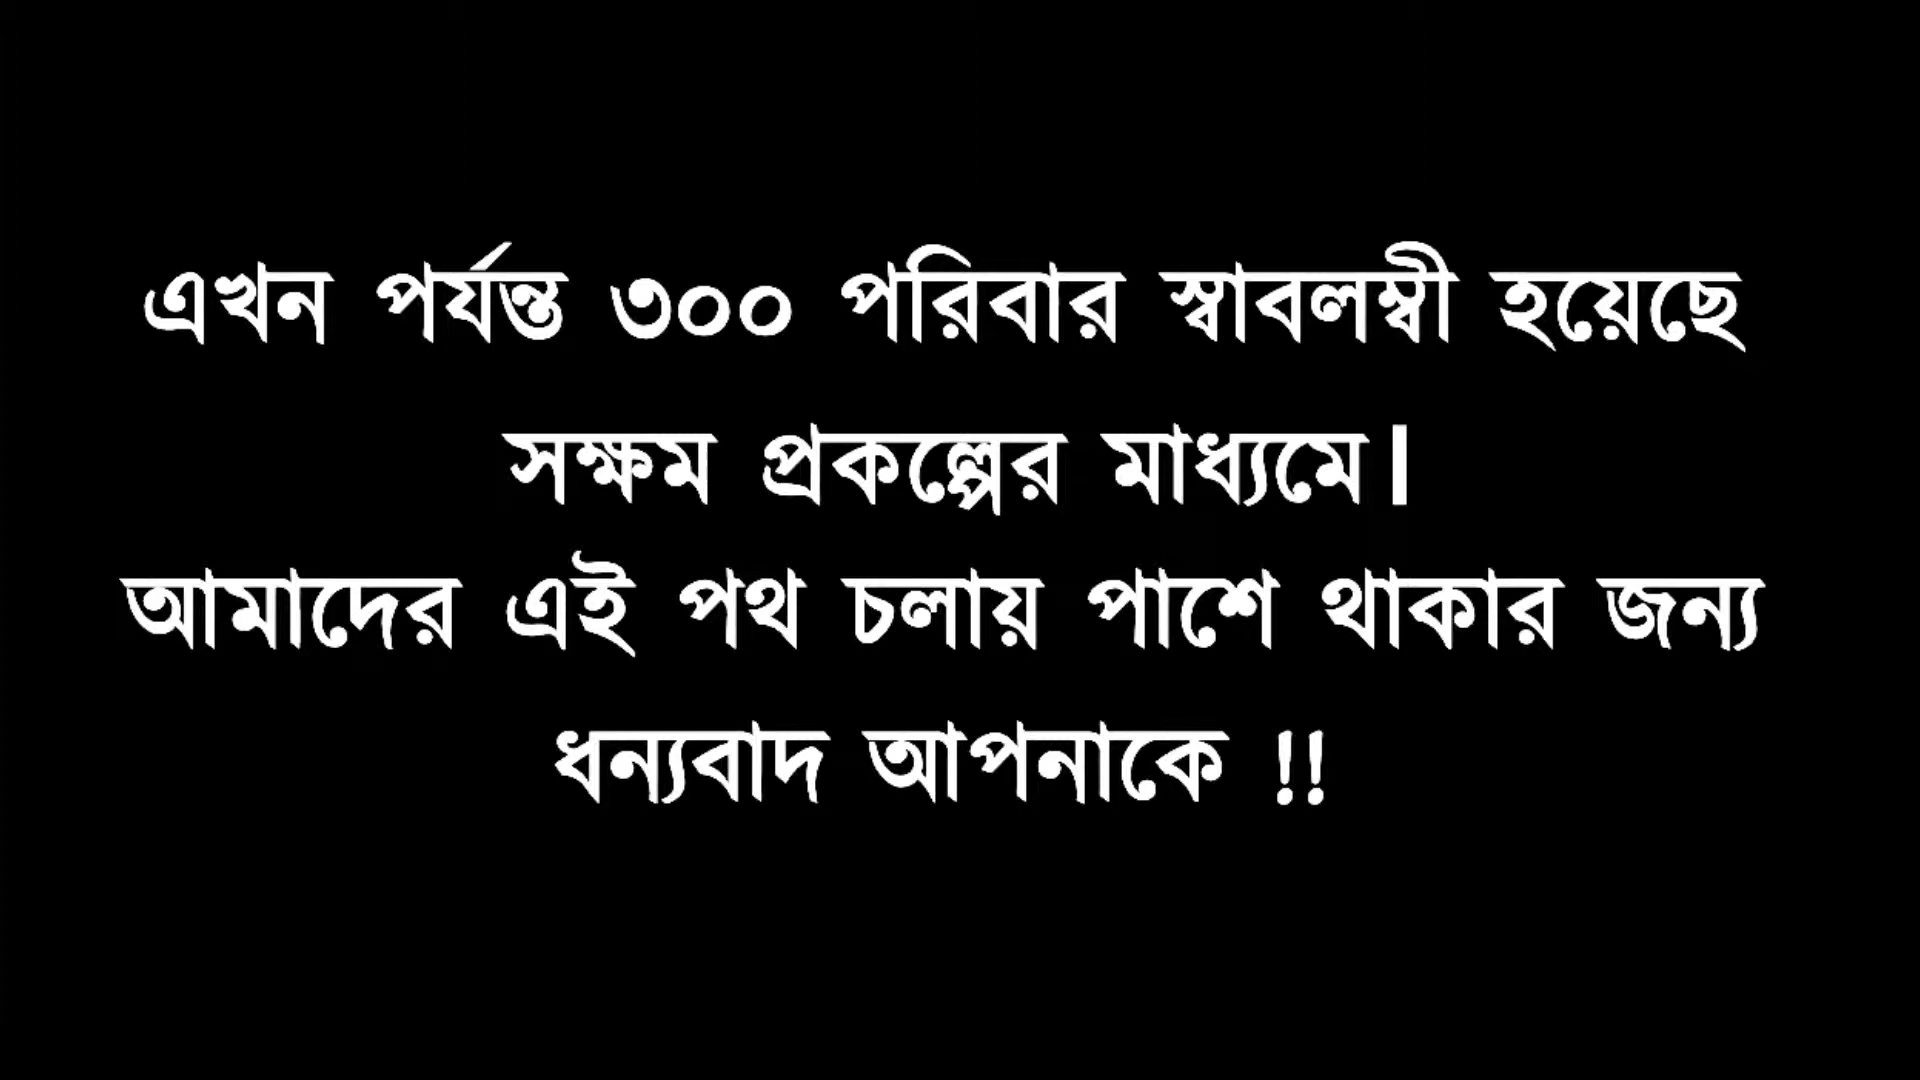 এখন পর্যন্ত ৩০০ পরিবার স্বাবলম্বী হয়েছে
সক্ষম প্রকল্পের মাধ্যমে।
আমাদের এই পথ চলায় পাশে থাকার জন্য
ধন্যবাদ আপনাকে !!